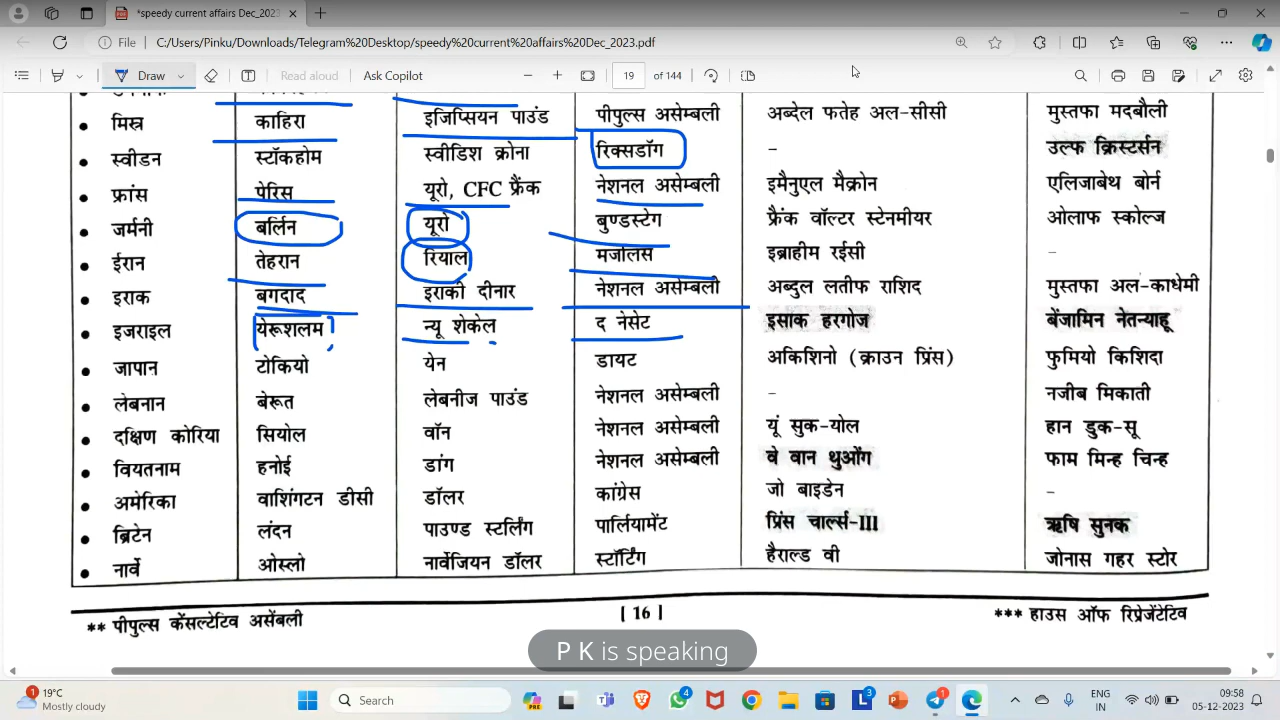 *speedy current affairs Dec_2023
File
C:/Users/Pinku/Desktop/speedy%20current%20affairs%20Dec_2023.pdf
Draw
Read aloud
Ask Copilot
19 of 144
• मिस्र काहिरा इजिप्सियन पाउंड पीपुल्स असेम्बली अब्देल फतेह अल-सीसी मुस्तफा मदबौली
• स्वीडन स्टॉकहोम स्वीडिश क्रोना रिक्सडॉग - उल्फ क्रिस्टर्सन
• फ्रांस पेरिस यूरो, CFC फ्रैंक नेशनल असेम्बली इमैनुएल मैक्रोन एलिजाबेथ बोर्न
• जर्मनी बर्लिन यूरो बुण्डस्टेग फ्रैंक वॉल्टर स्टेनमीयर ओलाफ स्कोल्ज
• ईरान तेहरान रियाल मजलिस इब्राहीम रईसी -
• इराक बगदाद इराकी दीनार नेशनल असेम्बली अब्दुल लतीफ राशिद मुस्तफा अल-काधेमी
• इजराइल येरूशलम न्यू शेकेल द नेसेट इसाक हरगोज बेंजामिन नेतन्याहू
• जापान टोकियो येन डायट अकिशिनो (क्राउन प्रिंस) फुमियो किशिदा
• लेबनान बेरूत लेबनीज पाउंड नेशनल असेम्बली - नजीब मिकाती
• दक्षिण कोरिया सियोल वॉन नेशनल असेम्बली यूं सुक-योल हान डुक-सू
• वियतनाम हनोई डांग नेशनल असेम्बली वे वान थुओंग फाम मिन्ह चिन्ह
• अमेरिका वाशिंगटन डीसी डॉलर कांग्रेस जो बाइडेन -
• ब्रिटेन लंदन पाउण्ड स्टर्लिंग पार्लियामेंट प्रिंस चार्ल्स-III ऋषि सुनक
• नार्वे ओस्लो नार्वेजियन डॉलर स्टॉर्टिंग हैराल्ड वी जोनास गहर स्टोर
** पीपुल्स कंसल्टेटिव असेंबली [ 16 ] *** हाउस ऑफ रिप्रेजेंटेटिव
P K is speaking
1
19°C
Mostly cloudy
Search
PRE
4
3
1
ENG
IN
09:58
05-12-2023